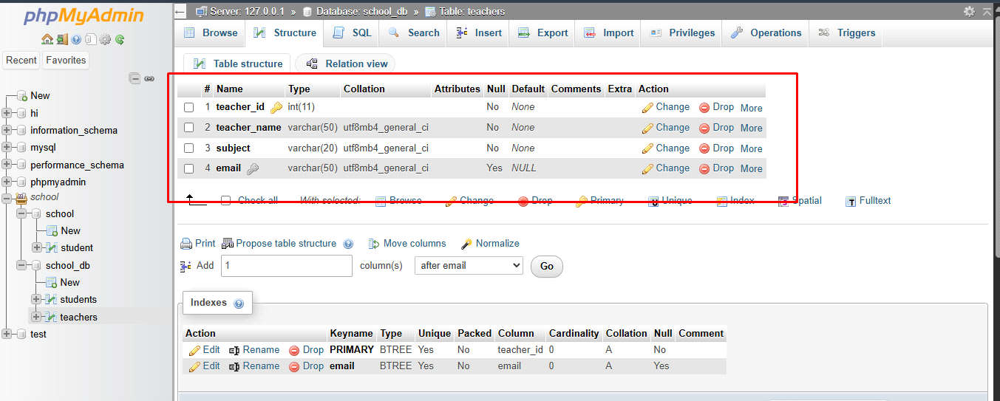 phpMyAdmin
Recent Favorites
New
hi
information_schema
mysql
performance_schema
phpmyadmin
school
school
New
student
school_db
New
students
teachers
test
Server: 127.0.0.1 » Database: school_db » Table: teachers
Browse Structure SQL Search Insert Export Import Privileges Operations Triggers
Table structure Relation view
# Name Type Collation Attributes Null Default Comments Extra Action
1 teacher_id int(11) No None Change Drop More
2 teacher_name varchar(50) utf8mb4_general_ci No None Change Drop More
3 subject varchar(20) utf8mb4_general_ci No None Change Drop More
4 email varchar(50) utf8mb4_general_ci Yes NULL Change Drop More
Check all With selected: Browse Change Drop Primary Unique Index Spatial Fulltext
Print Propose table structure Move columns Normalize
Add 1 column(s) after email Go
Indexes
Action Keyname Type Unique Packed Column Cardinality Collation Null Comment
Edit Rename Drop PRIMARY BTREE Yes No teacher_id 0 A No
Edit Rename Drop email BTREE Yes No email 0 A Yes